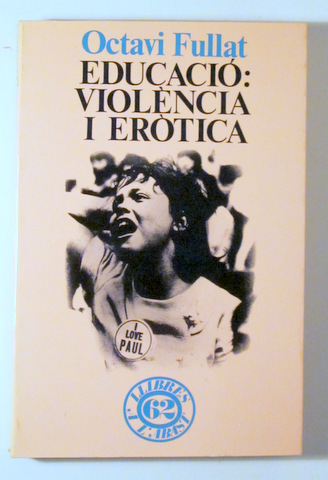 Octavi Fullat
EDUCACIÓ:
VIOLÈNCIA
I ERÒTICA
I
LOVE
PAUL
LLIBRES
62
A L'ABAST